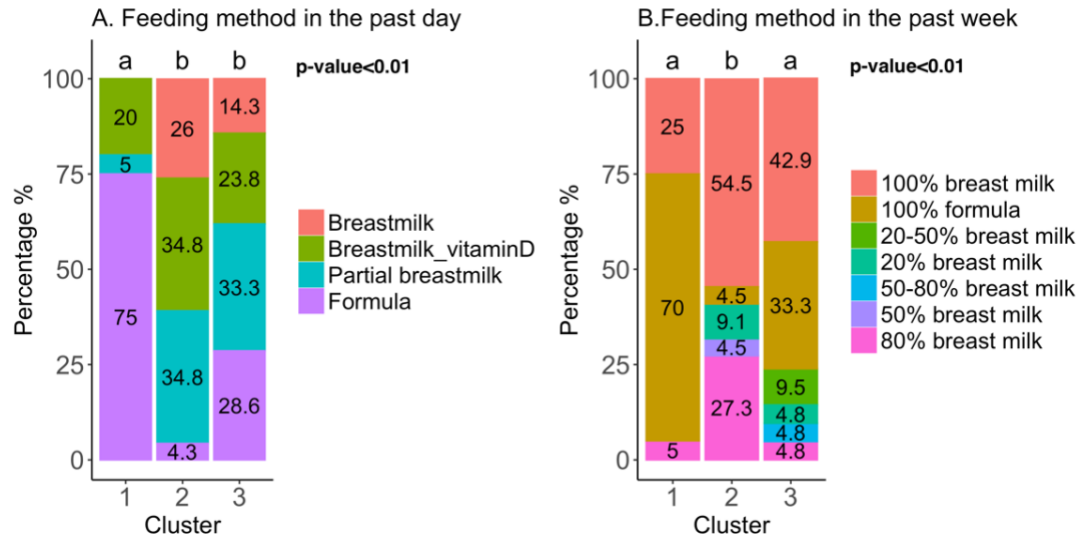 A. Feeding method in the past day
a b b
p-value<0.01
Percentage %
100
75
50
25
0
20
5
75
26
34.8
34.8
4.3
14.3
23.8
33.3
28.6
1 2 3
Cluster
Breastmilk
Breastmilk_vitaminD
Partial breastmilk
Formula
B.Feeding method in the past week
a b a
p-value<0.01
Percentage %
100
75
50
25
0
25
70
5
54.5
4.5
9.1
4.5
27.3
42.9
33.3
9.5
4.8
4.8
4.8
1 2 3
Cluster
100% breast milk
100% formula
20-50% breast milk
20% breast milk
50-80% breast milk
50% breast milk
80% breast milk